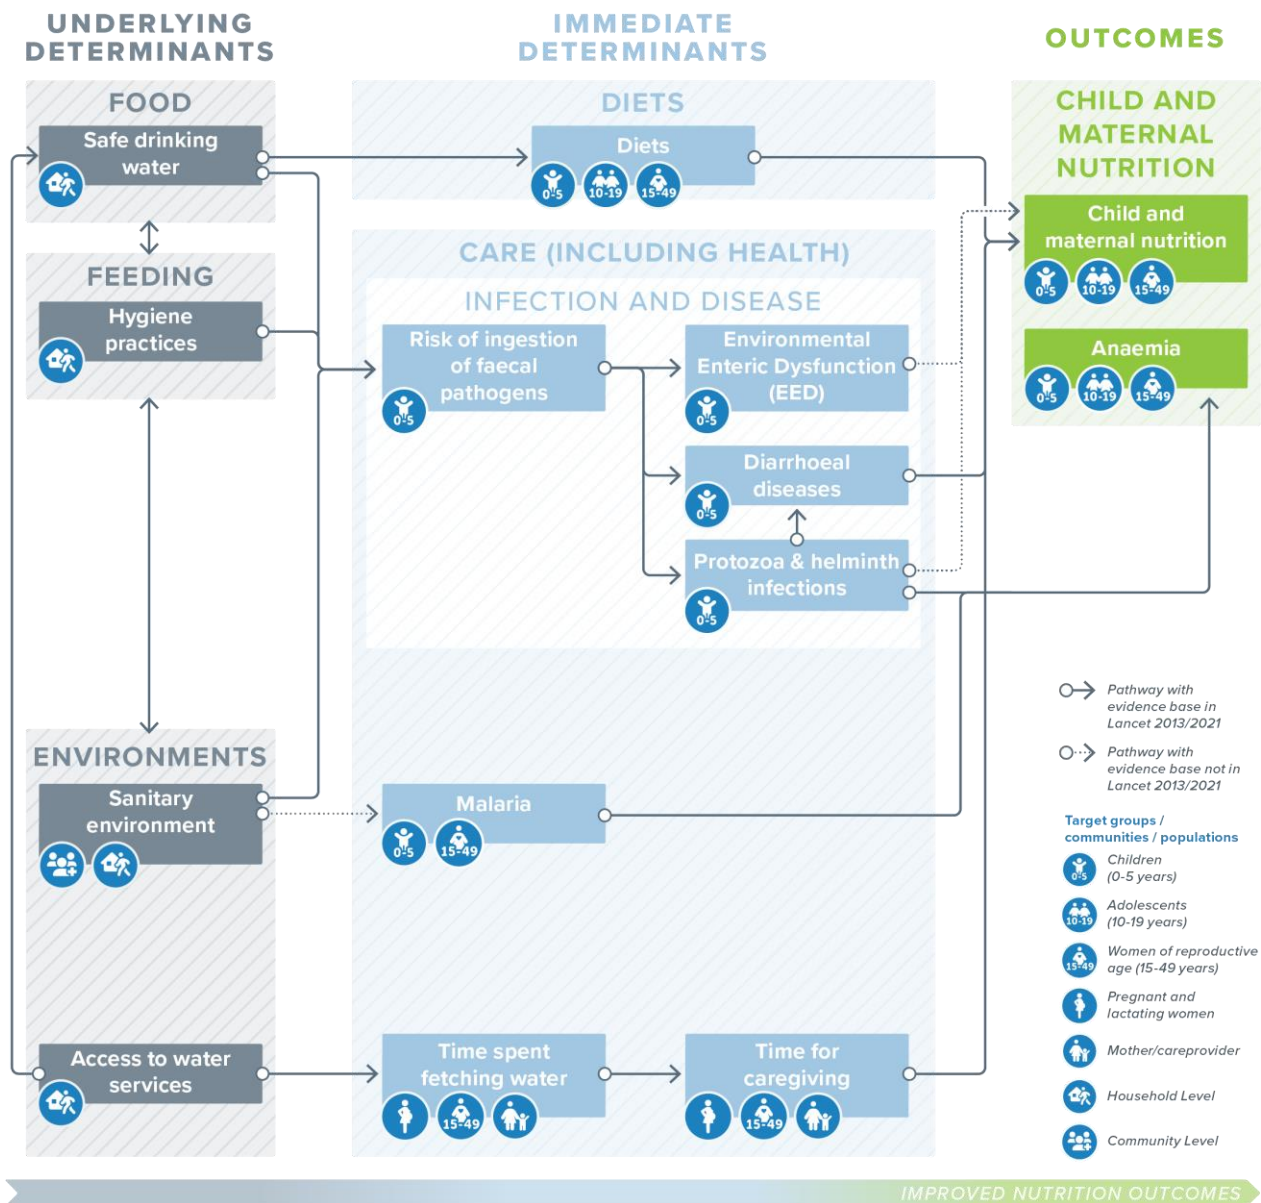 UNDERLYING
DETERMINANTS
IMMEDIATE
DETERMINANTS
OUTCOMES
FOOD
Safe drinking
water
FEEDING
Hygiene
practices
ENVIRONMENTS
Sanitary
environment
Access to water
services
DIETS
Diets
0-5
10-19
15-49
CARE (INCLUDING HEALTH)
INFECTION AND DISEASE
Risk of ingestion
of faecal
pathogens
0-5
Environmental
Enteric Dysfunction
(EED)
0-5
Diarrhoeal
diseases
0-5
Protozoa & helminth
infections
0-5
Malaria
0-5
15-49
Time spent
fetching water
15-49
Time for
caregiving
15-49
CHILD AND
MATERNAL
NUTRITION
Child and
maternal nutrition
0-5
10-19
15-49
Anaemia
0-5
10-19
15-49
Pathway with
evidence base in
Lancet 2013/2021
Pathway with
evidence base not in
Lancet 2013/2021
Target groups /
communities / populations
0-5
Children
(0-5 years)
10-19
Adolescents
(10-19 years)
15-49
Women of reproductive
age (15-49 years)
Pregnant and
lactating women
Mother/careprovider
Household Level
Community Level
IMPROVED NUTRITION OUTCOMES